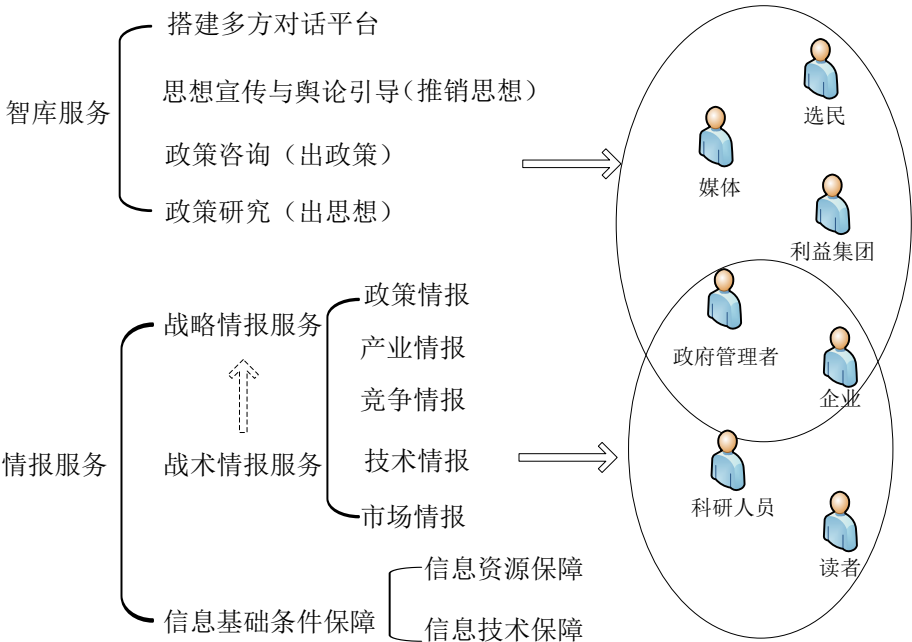 智库服务
搭建多方对话平台
思想宣传与舆论引导（推销思想）
政策咨询（出政策）
政策研究（出思想）
选民
媒体
利益集团
政府管理者
企业
科研人员
读者
情报服务
战略情报服务
战术情报服务
政策情报
产业情报
竞争情报
技术情报
市场情报
信息基础条件保障
信息资源保障
信息技术保障